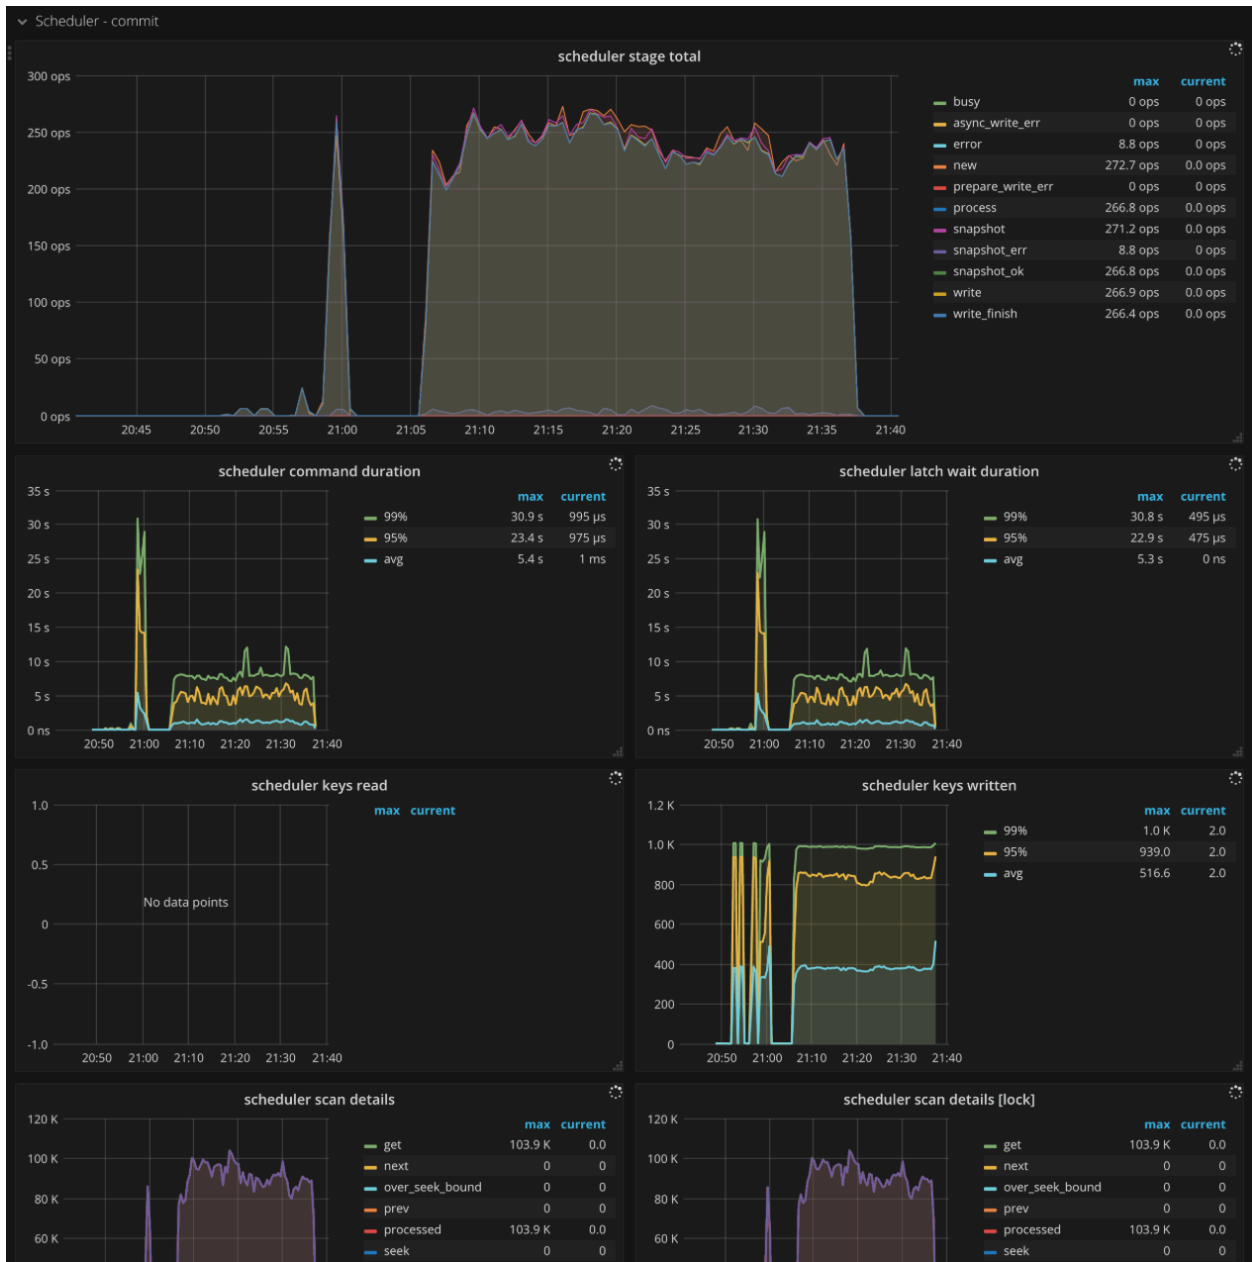 Scheduler - commit
scheduler stage total
300 ops
250 ops
200 ops
150 ops
100 ops
50 ops
0 ops
20:45 20:50 20:55 21:00 21:05 21:10 21:15 21:20 21:25 21:30 21:35 21:40
max current
busy 0 ops 0 ops
async_write_err 0 ops 0 ops
error 8.8 ops 0 ops
new 272.7 ops 0.0 ops
prepare_write_err 0 ops 0 ops
process 266.8 ops 0.0 ops
snapshot 271.2 ops 0.0 ops
snapshot_err 8.8 ops 0 ops
snapshot_ok 266.8 ops 0.0 ops
write 266.9 ops 0.0 ops
write_finish 266.4 ops 0.0 ops
scheduler command duration
35 s
30 s
25 s
20 s
15 s
10 s
5 s
0 ns
20:50 21:00 21:10 21:20 21:30 21:40
max current
99% 30.9 s 995 µs
95% 23.4 s 975 µs
avg 5.4 s 1 ms
scheduler latch wait duration
35 s
30 s
25 s
20 s
15 s
10 s
5 s
0 ns
20:50 21:00 21:10 21:20 21:30 21:40
max current
99% 30.8 s 495 µs
95% 22.9 s 475 µs
avg 5.3 s 0 ns
scheduler keys read
1.0
0.5
0
-0.5
-1.0
No data points
20:50 21:00 21:10 21:20 21:30 21:40
max current
scheduler keys written
1.2 K
1.0 K
800
600
400
200
0
20:50 21:00 21:10 21:20 21:30 21:40
max current
99% 1.0 K 2.0
95% 939.0 2.0
avg 516.6 2.0
scheduler scan details
120 K
100 K
80 K
60 K
max current
get 103.9 K 0.0
next 0 0
over_seek_bound 0 0
prev 0 0
processed 103.9 K 0.0
seek 0 0
scheduler scan details [lock]
120 K
100 K
80 K
60 K
max current
get 103.9 K 0.0
next 0 0
over_seek_bound 0 0
prev 0 0
processed 103.9 K 0.0
seek 0 0